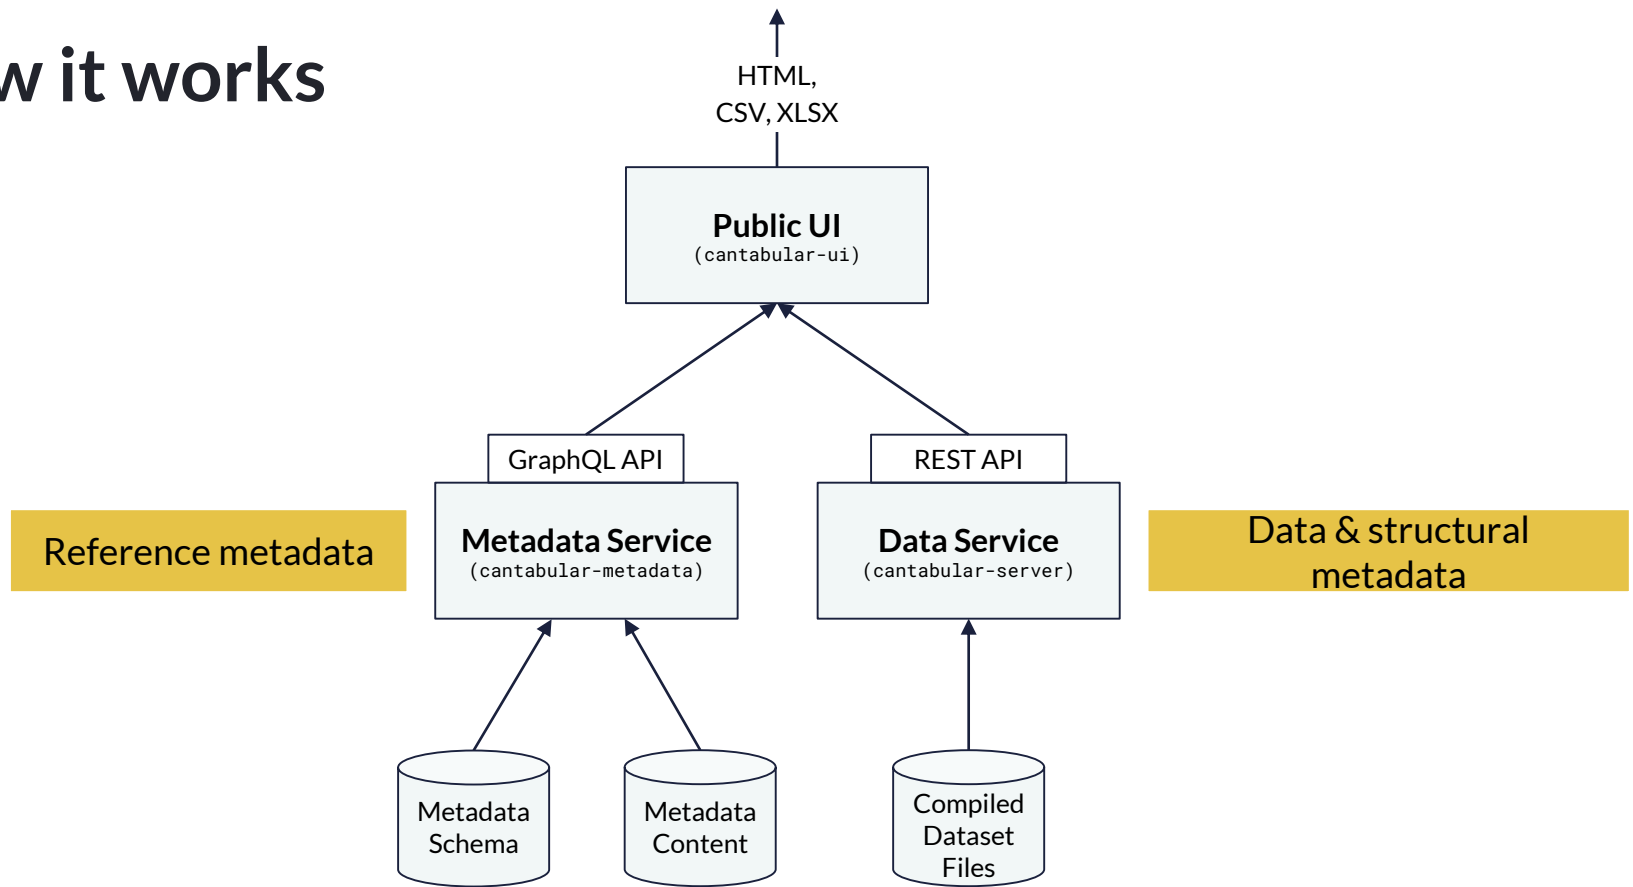 w it works
HTML,
CSV, XLSX
Public UI
(cantabular-ui)
GraphQL API
REST API
Reference metadata
Metadata Service
(cantabular-metadata)
Data Service
(cantabular-server)
Data & structural
metadata
Metadata
Schema
Metadata
Content
Compiled
Dataset
Files